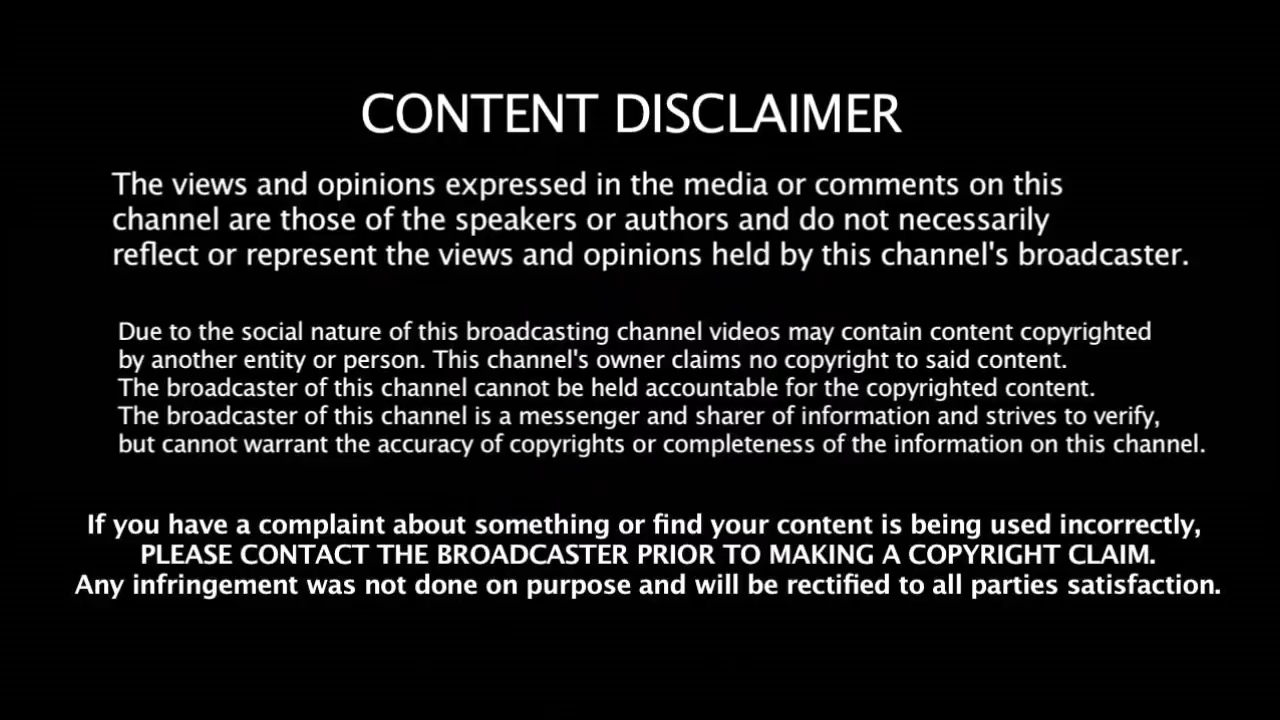 CONTENT DISCLAIMER
The views and opinions expressed in the media or comments on this
channel are those of the speakers or authors and do not necessarily
reflect or represent the views and opinions held by this channel's broadcaster.
Due to the social nature of this broadcasting channel videos may contain content copyrighted
by another entity or person. This channel's owner claims no copyright to said content.
The broadcaster of this channel cannot be held accountable for the copyrighted content.
The broadcaster of this channel is a messenger and sharer of information and strives to verify,
but cannot warrant the accuracy of copyrights or completeness of the information on this channel.
If you have a complaint about something or find your content is being used incorrectly,
PLEASE CONTACT THE BROADCASTER PRIOR TO MAKING A COPYRIGHT CLAIM.
Any infringement was not done on purpose and will be rectified to all parties satisfaction.